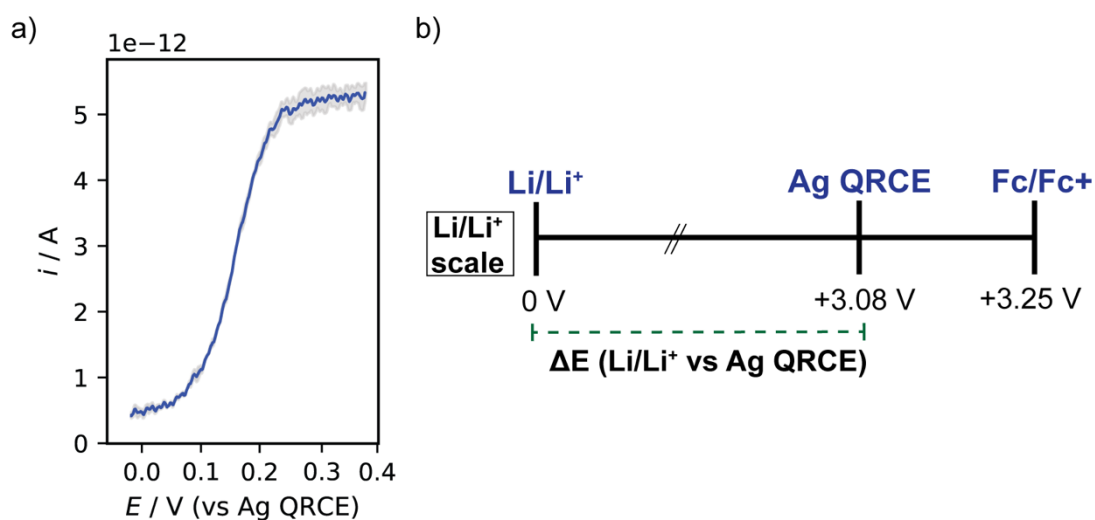 a)
1e−12
5
4
3
2
1
0
i / A
0.0 0.1 0.2 0.3 0.4
E / V (vs Ag QRCE)
b)
Li/Li⁺ Ag QRCE Fc/Fc+
Li/Li⁺
scale
0 V +3.08 V +3.25 V
ΔE (Li/Li⁺ vs Ag QRCE)